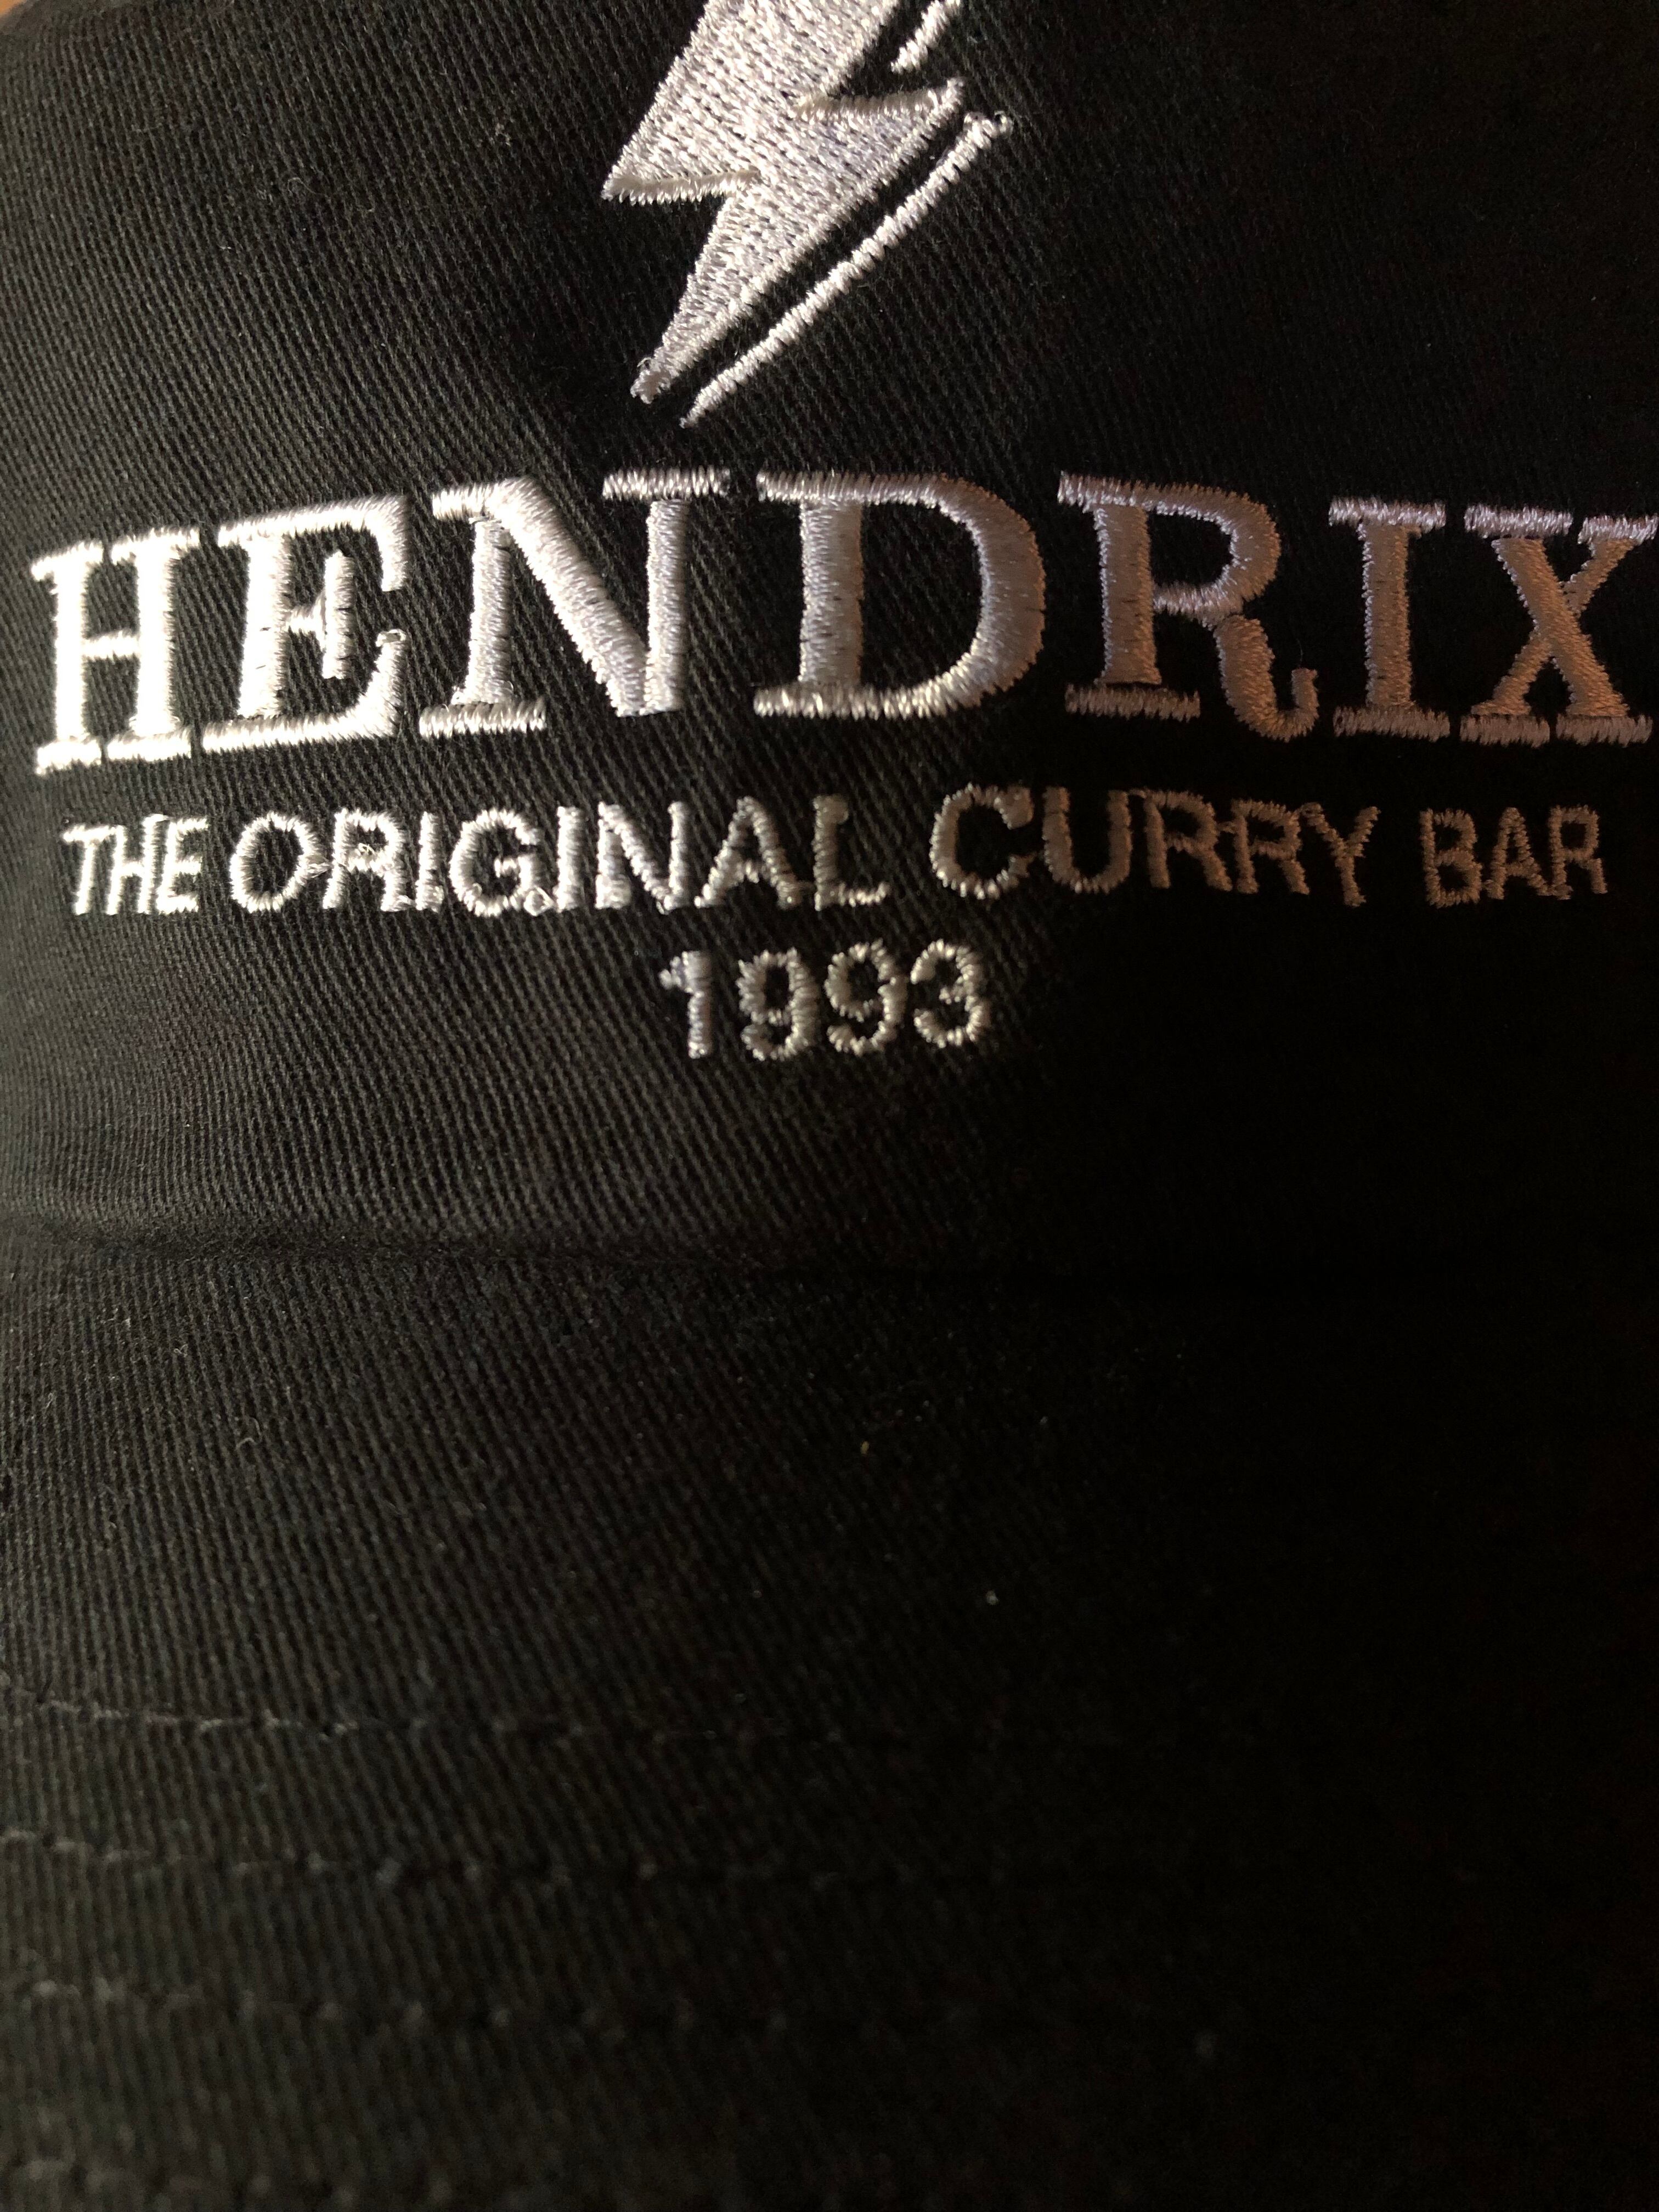 HENDRIX
THE ORIGINAL CURRY BAR
1993